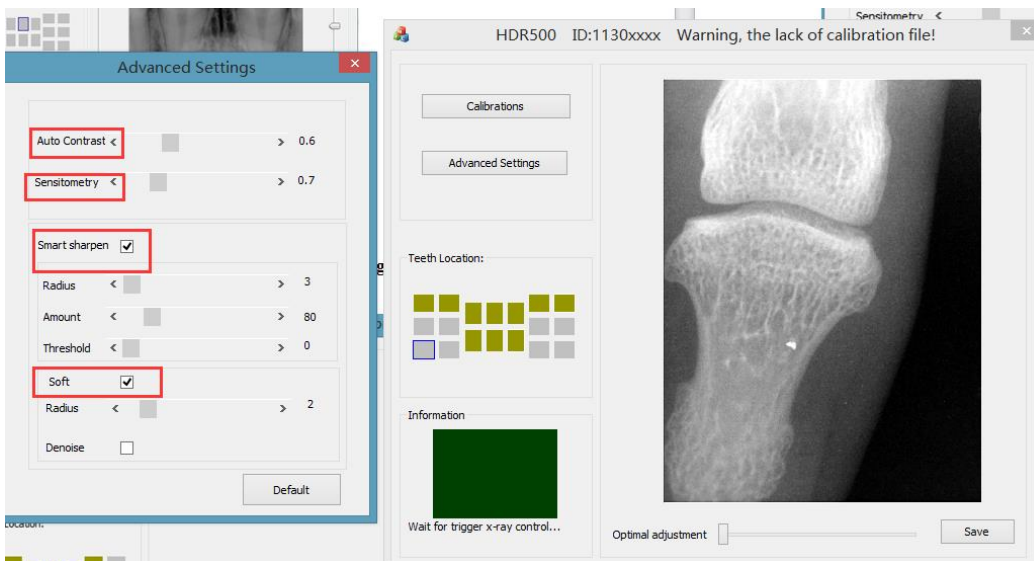 Sensitometry <
HDR500 ID:1130xxxx Warning, the lack of calibration file!
Advanced Settings
Auto Contrast < > 0.6
Sensitometry < > 0.7
Smart sharpen
Radius < > 3
Amount < > 80
Threshold < > 0
Soft
Radius < > 2
Denoise
Default
Calibrations
Advanced Settings
Teeth Location:
Information
Wait for trigger x-ray control...
Optimal adjustment
Save